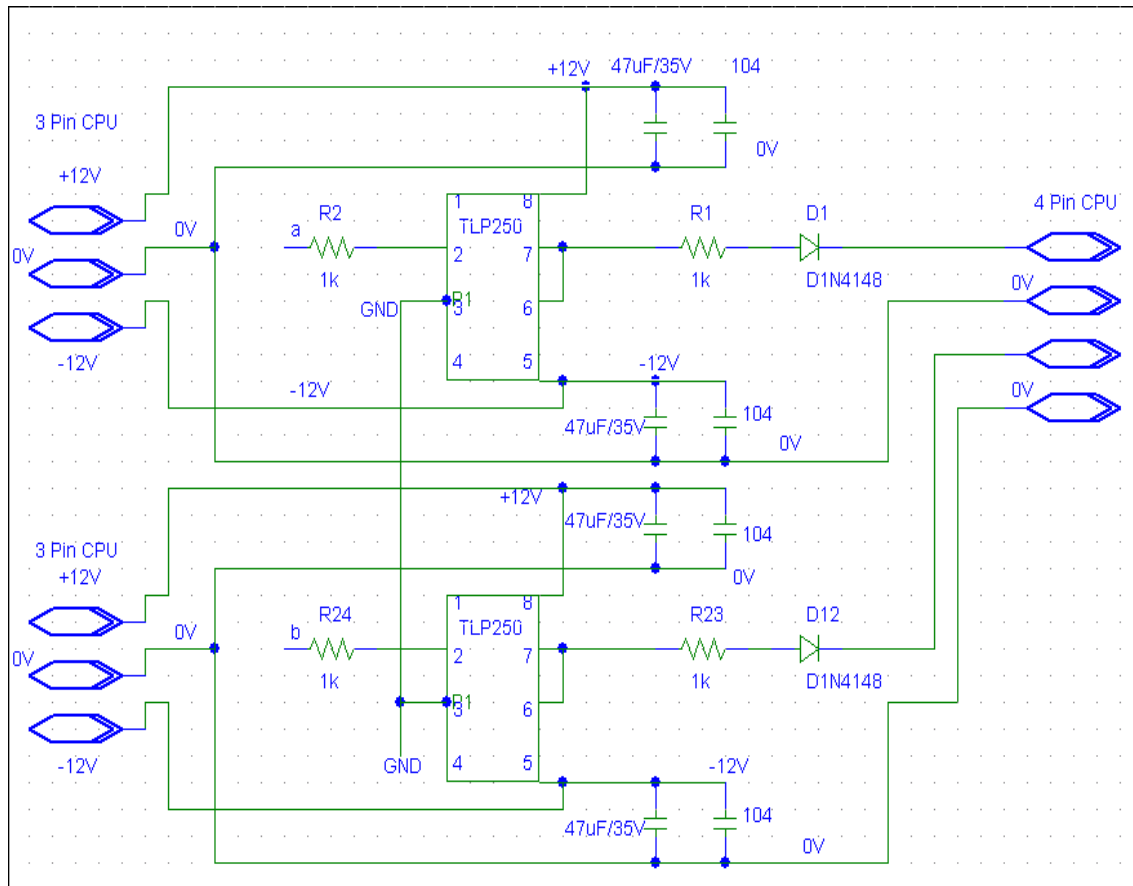 +12V
47uF/35V
104
3 Pin CPU
0V
+12V
1
8
R2
TLP250
R1
D1
4 Pin CPU
0V
a
2
7
0V
1k
1k
D1N4148
0V
P1
GND
3
6
-12V
4
5
-12V
-12V
0V
104
47uF/35V
0V
+12V
47uF/35V
104
3 Pin CPU
+12V
0V
1
8
R24
TLP250
R23
D12
0V
b
2
7
0V
1k
1k
D1N4148
P1
3
6
-12V
GND
4
5
-12V
104
47uF/35V
0V